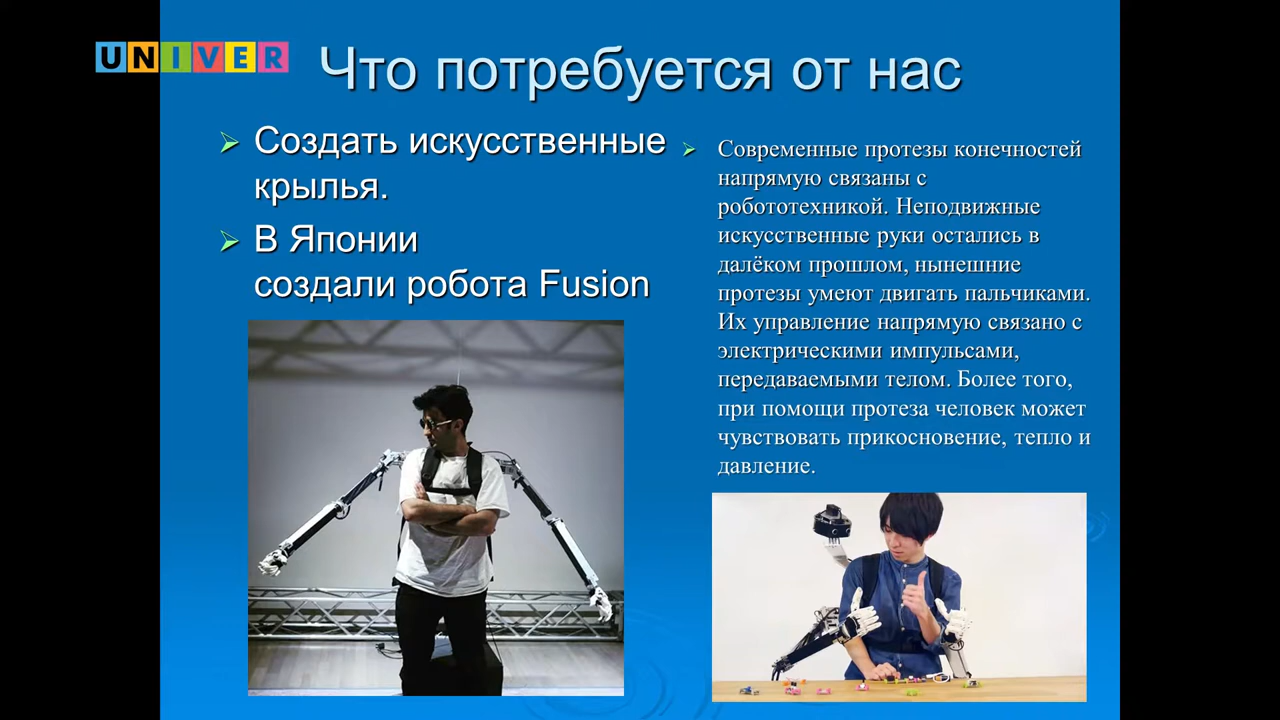 UNIVER
Что потребуется от нас
Создать искусственные
крылья.
В Японии
создали робота Fusion
Современные протезы конечностей
напрямую связаны с
робототехникой. Неподвижные
искусственные руки остались в
далёком прошлом, нынешние
протезы умеют двигать пальчиками.
Их управление напрямую связано с
электрическими импульсами,
передаваемыми телом. Более того,
при помощи протеза человек может
чувствовать прикосновение, тепло и
давление.